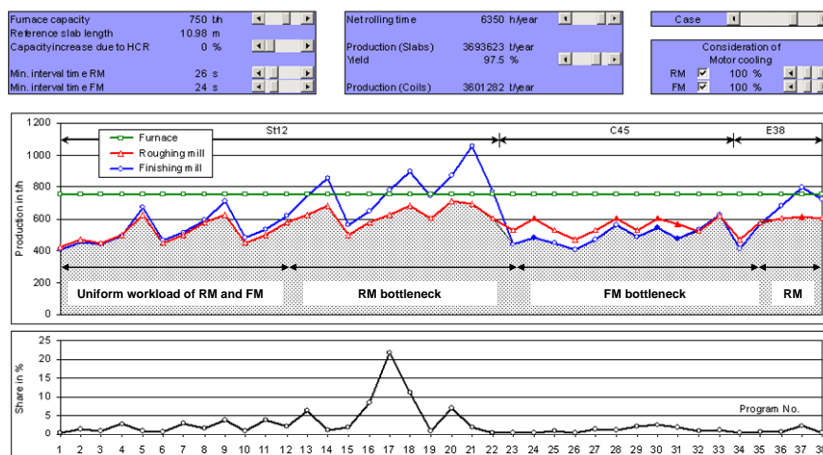 Furnace capacity 750 t/h
Reference slab length 10.98 m
Capacity increase due to HCR 0 %
Min. interval time RM 26 s
Min. interval time FM 24 s
Net rolling time 6350 h/year
Production (Slabs) 3693623 t/year
Yield 97.5 %
Production (Coils) 3601282 t/year
Case
Consideration of
Motor cooling
RM 100 %
FM 100 %
Production in t/h
1200
1000
800
600
400
200
0
St12 C45 E38
Furnace
Roughing mill
Finishing mill
Uniform workload of RM and FM RM bottleneck FM bottleneck RM
Share in %
25
20
15
10
5
0
Program No.
1 2 3 4 5 6 7 8 9 10 11 12 13 14 15 16 17 18 19 20 21 22 23 24 25 26 27 28 29 30 31 32 33 34 35 36 37 38